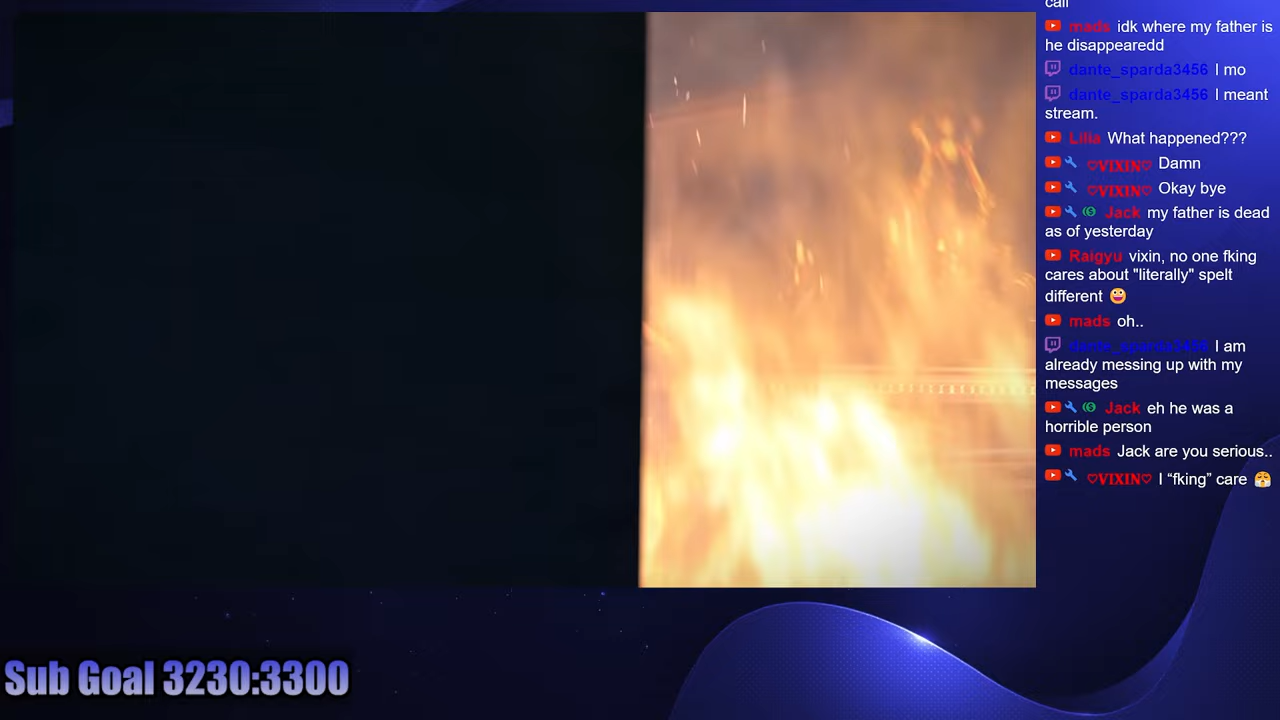 call
mads idk where my father is
he disappearedd
dante_sparda3456 I mo
dante_sparda3456 I meant
stream.
Lilia What happened???
♡VIXIN♡ Damn
♡VIXIN♡ Okay bye
Jack my father is dead
as of yesterday
Raigyu vixin, no one fking
cares about "literally" spelt
different 😀
mads oh..
dante_sparda3456 I am
already messing up with my
messages
Jack eh he was a
horrible person
mads Jack are you serious..
♡VIXIN♡ I “fking” care 😤
Sub Goal 3230:3300